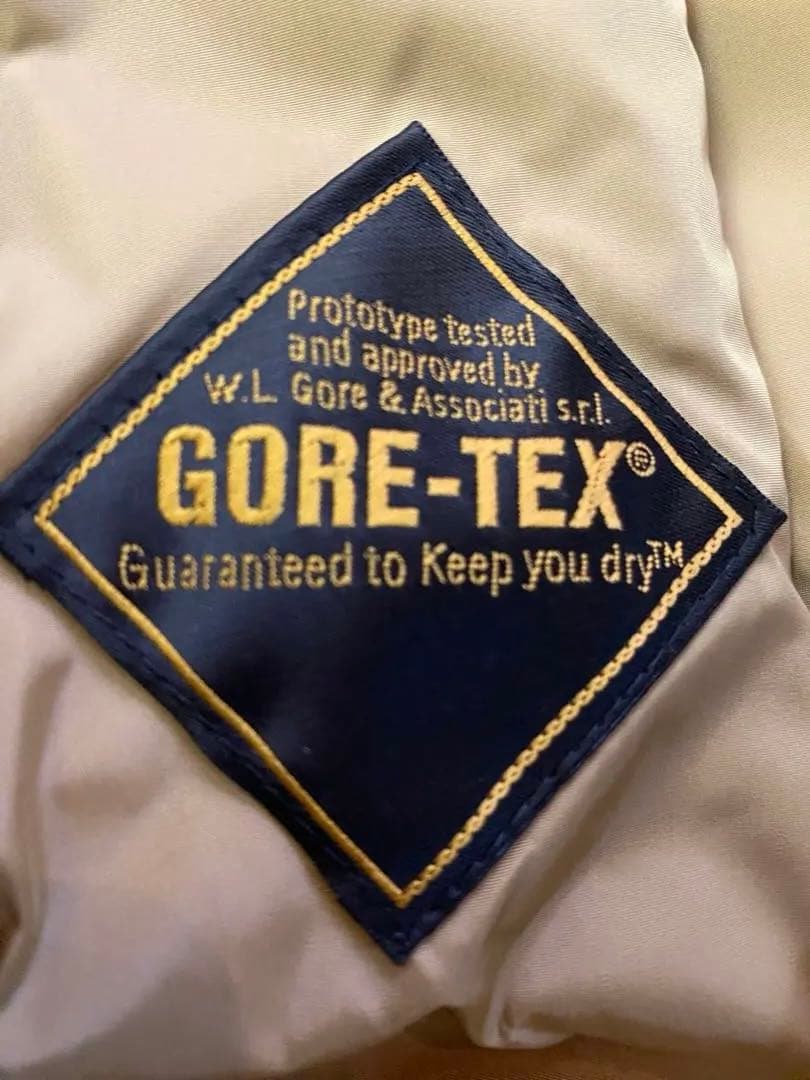 Prototype tested
and approved by
W.L. Gore & Associati s.r.l.
GORE-TEX®
Guaranteed to Keep you dry™